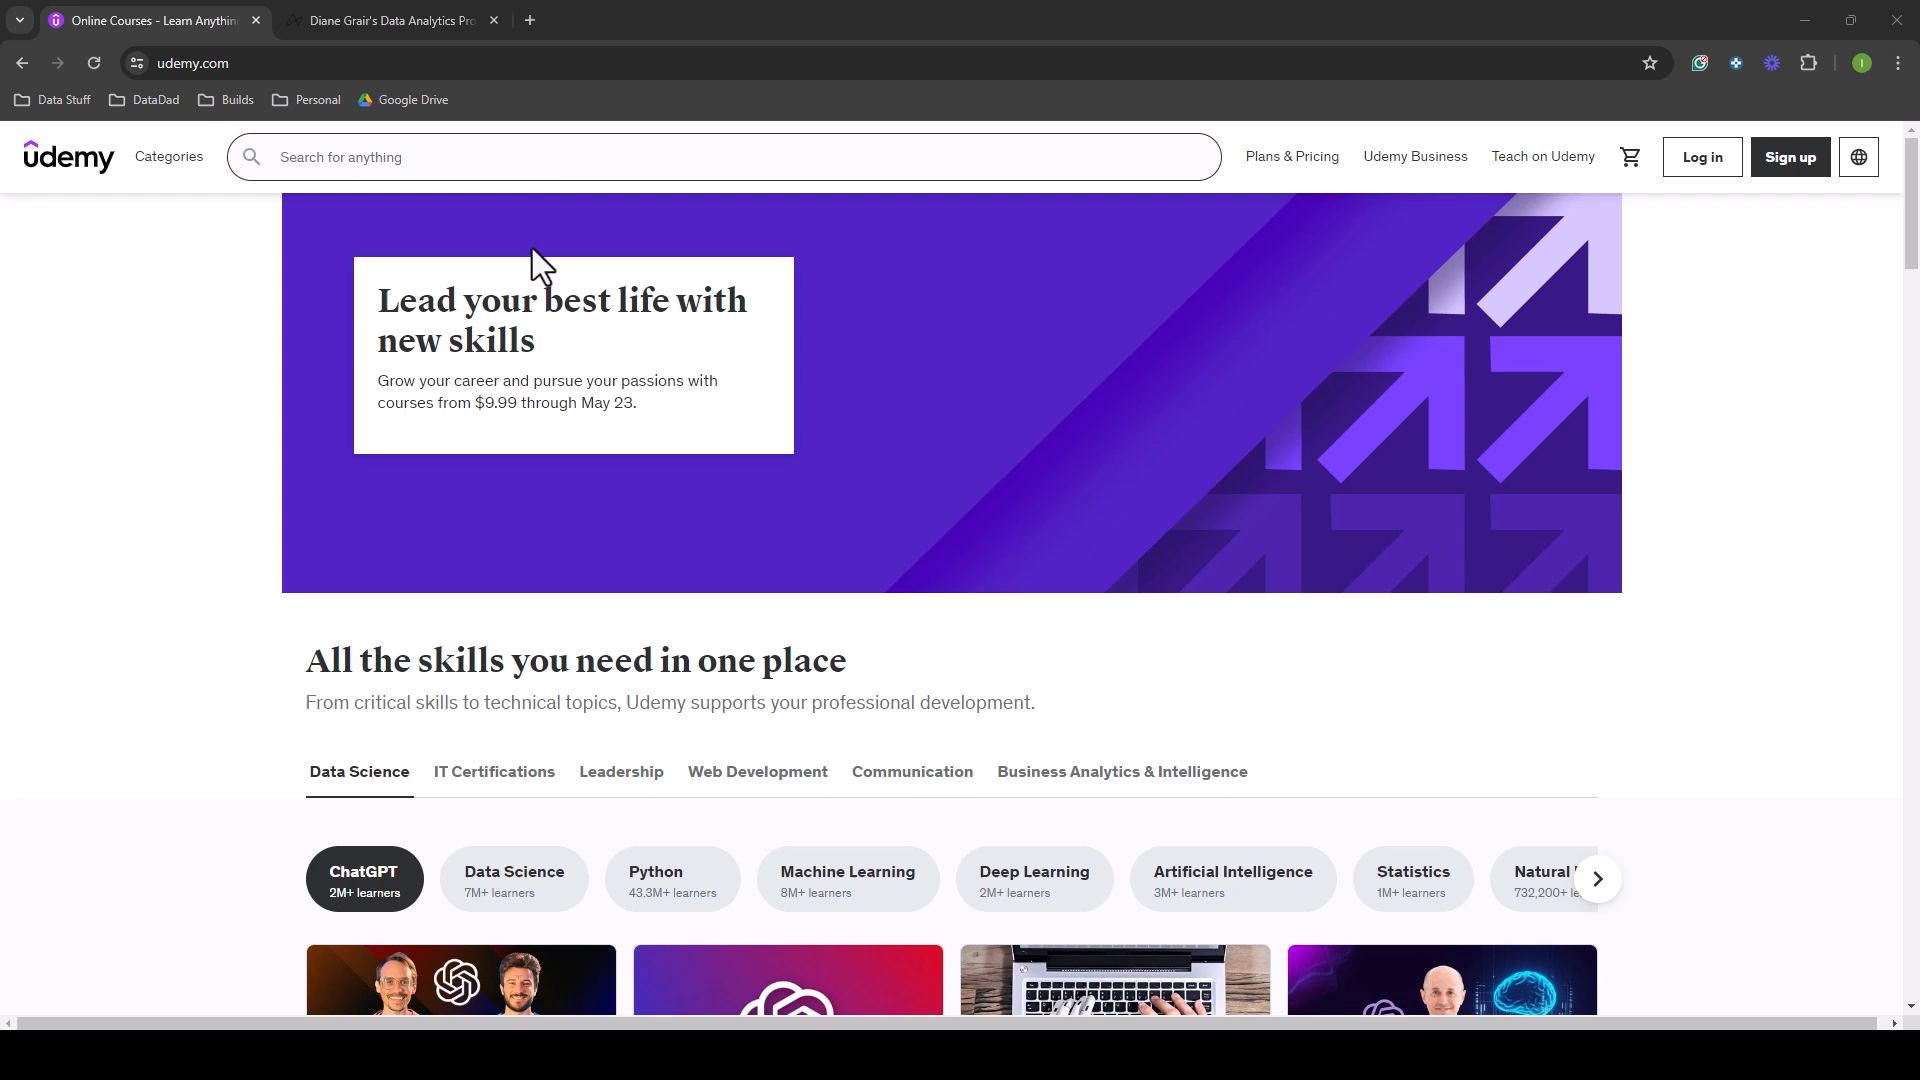 Online Courses - Learn Anythin
Diane Grair's Data Analytics Pro
udemy.com
Data Stuff
DataDad
Builds
Personal
Google Drive
I
udemy
Categories
Search for anything
Plans & Pricing
Udemy Business
Teach on Udemy
Log in
Sign up
Lead your best life with
new skills
Grow your career and pursue your passions with
courses from $9.99 through May 23.
All the skills you need in one place
From critical skills to technical topics, Udemy supports your professional development.
Data Science
IT Certifications
Leadership
Web Development
Communication
Business Analytics & Intelligence
ChatGPT
2M+ learners
Data Science
7M+ learners
Python
43.3M+ learners
Machine Learning
8M+ learners
Deep Learning
2M+ learners
Artificial Intelligence
3M+ learners
Statistics
1M+ learners
Natural
732,200+ le